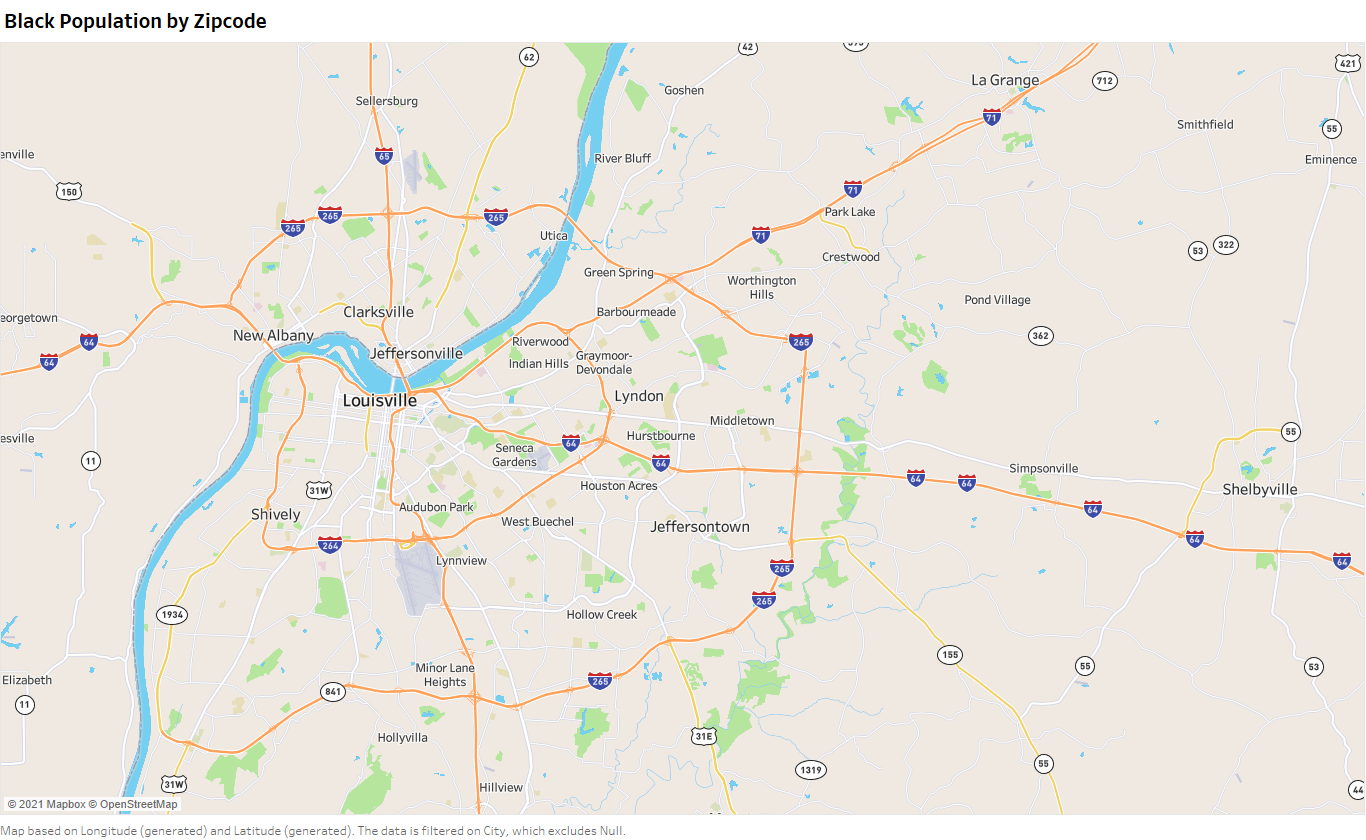 Black Population by Zipcode
62
42
421
Sellersburg
Goshen
La Grange
712
71
Smithfield
55
65
enville
River Bluff
Eminence
150
71
265
265
265
Park Lake
Utica
71
53
322
Crestwood
Green Spring
Worthington
Hills
Pond Village
Clarksville
Barbourmeade
eorgetown
New Albany
362
64
Riverwood
265
Jeffersonville
Graymoor-
Devondale
64
Indian Hills
Lyndon
Louisville
Middletown
55
Hurstbourne
esville
64
Seneca
Gardens
11
64
Simpsonville
64
64
Houston Acres
31W
Shelbyville
Audubon Park
64
Shively
West Buechel
Jeffersontown
64
264
Lynnview
64
265
265
1934
Hollow Creek
155
55
53
Minor Lane
Heights
Elizabeth
265
841
11
31E
Hollyvilla
55
1319
31W
Hillview
44
© 2021 Mapbox © OpenStreetMap
Map based on Longitude (generated) and Latitude (generated). The data is filtered on City, which excludes Null.